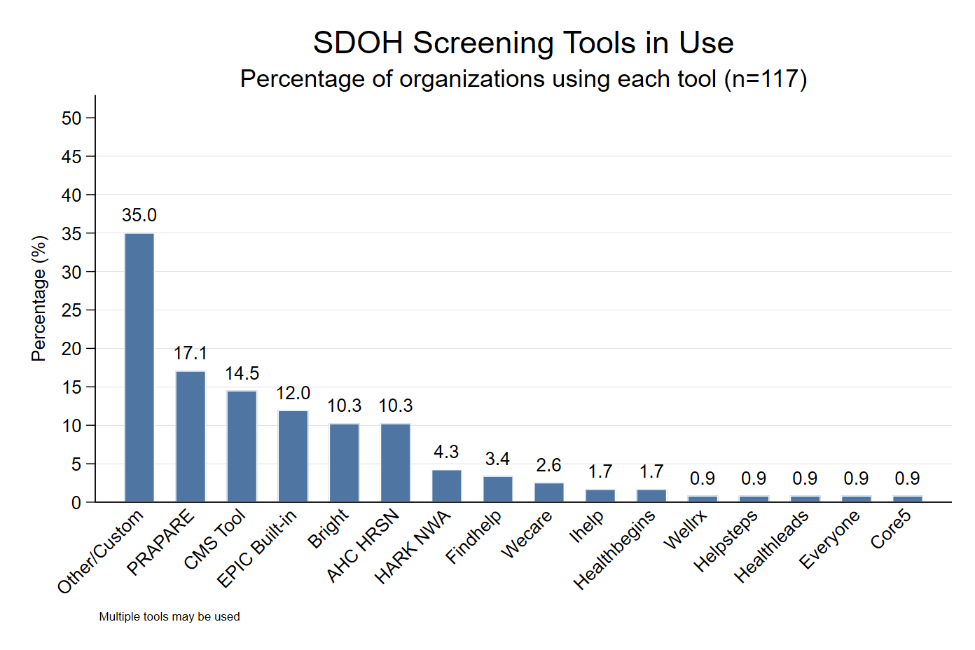 SDOH Screening Tools in Use
Percentage of organizations using each tool (n=117)
Percentage (%)
50
45
40
35
30
25
20
15
10
5
0
35.0
17.1
14.5
12.0
10.3
10.3
4.3
3.4
2.6
1.7
1.7
0.9
0.9
0.9
0.9
0.9
Other/Custom
PRAPARE
CMS Tool
EPIC Built-in
Bright
AHC HRSN
HARK NWA
Findhelp
Wecare
Ihelp
Healthbegins
Wellrx
Helpsteps
Healthleads
Everyone
Core5
Multiple tools may be used